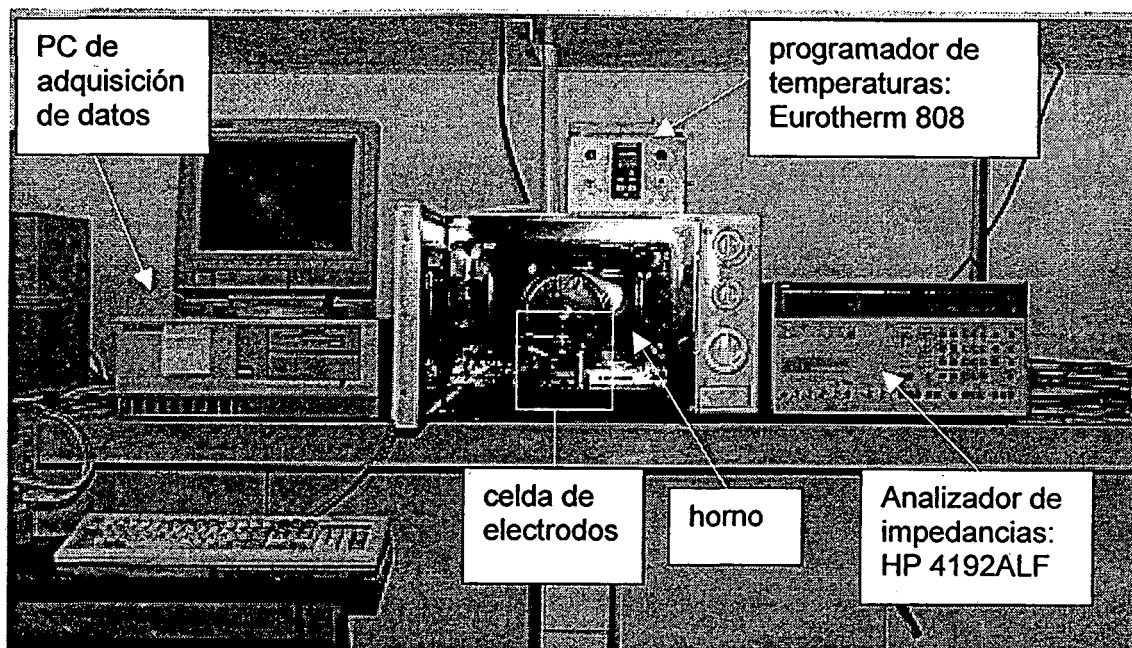 PC de
adquisición
de datos
programador de
temperaturas:
Eurotherm 808
celda de
electrodos
horno
Analizador de
impedancias:
HP 4192ALF